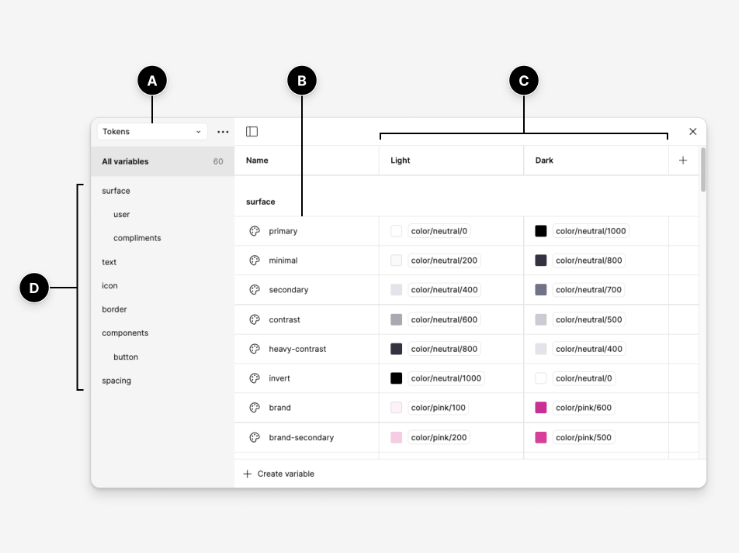 A
B
C
Tokens
All variables 60
Name Light Dark
surface
user
compliments
text
icon
border
components
button
spacing
D
surface
primary color/neutral/0 color/neutral/1000
minimal color/neutral/200 color/neutral/800
secondary color/neutral/400 color/neutral/700
contrast color/neutral/600 color/neutral/500
heavy-contrast color/neutral/800 color/neutral/400
invert color/neutral/1000 color/neutral/0
brand color/pink/100 color/pink/600
brand-secondary color/pink/200 color/pink/500
Create variable